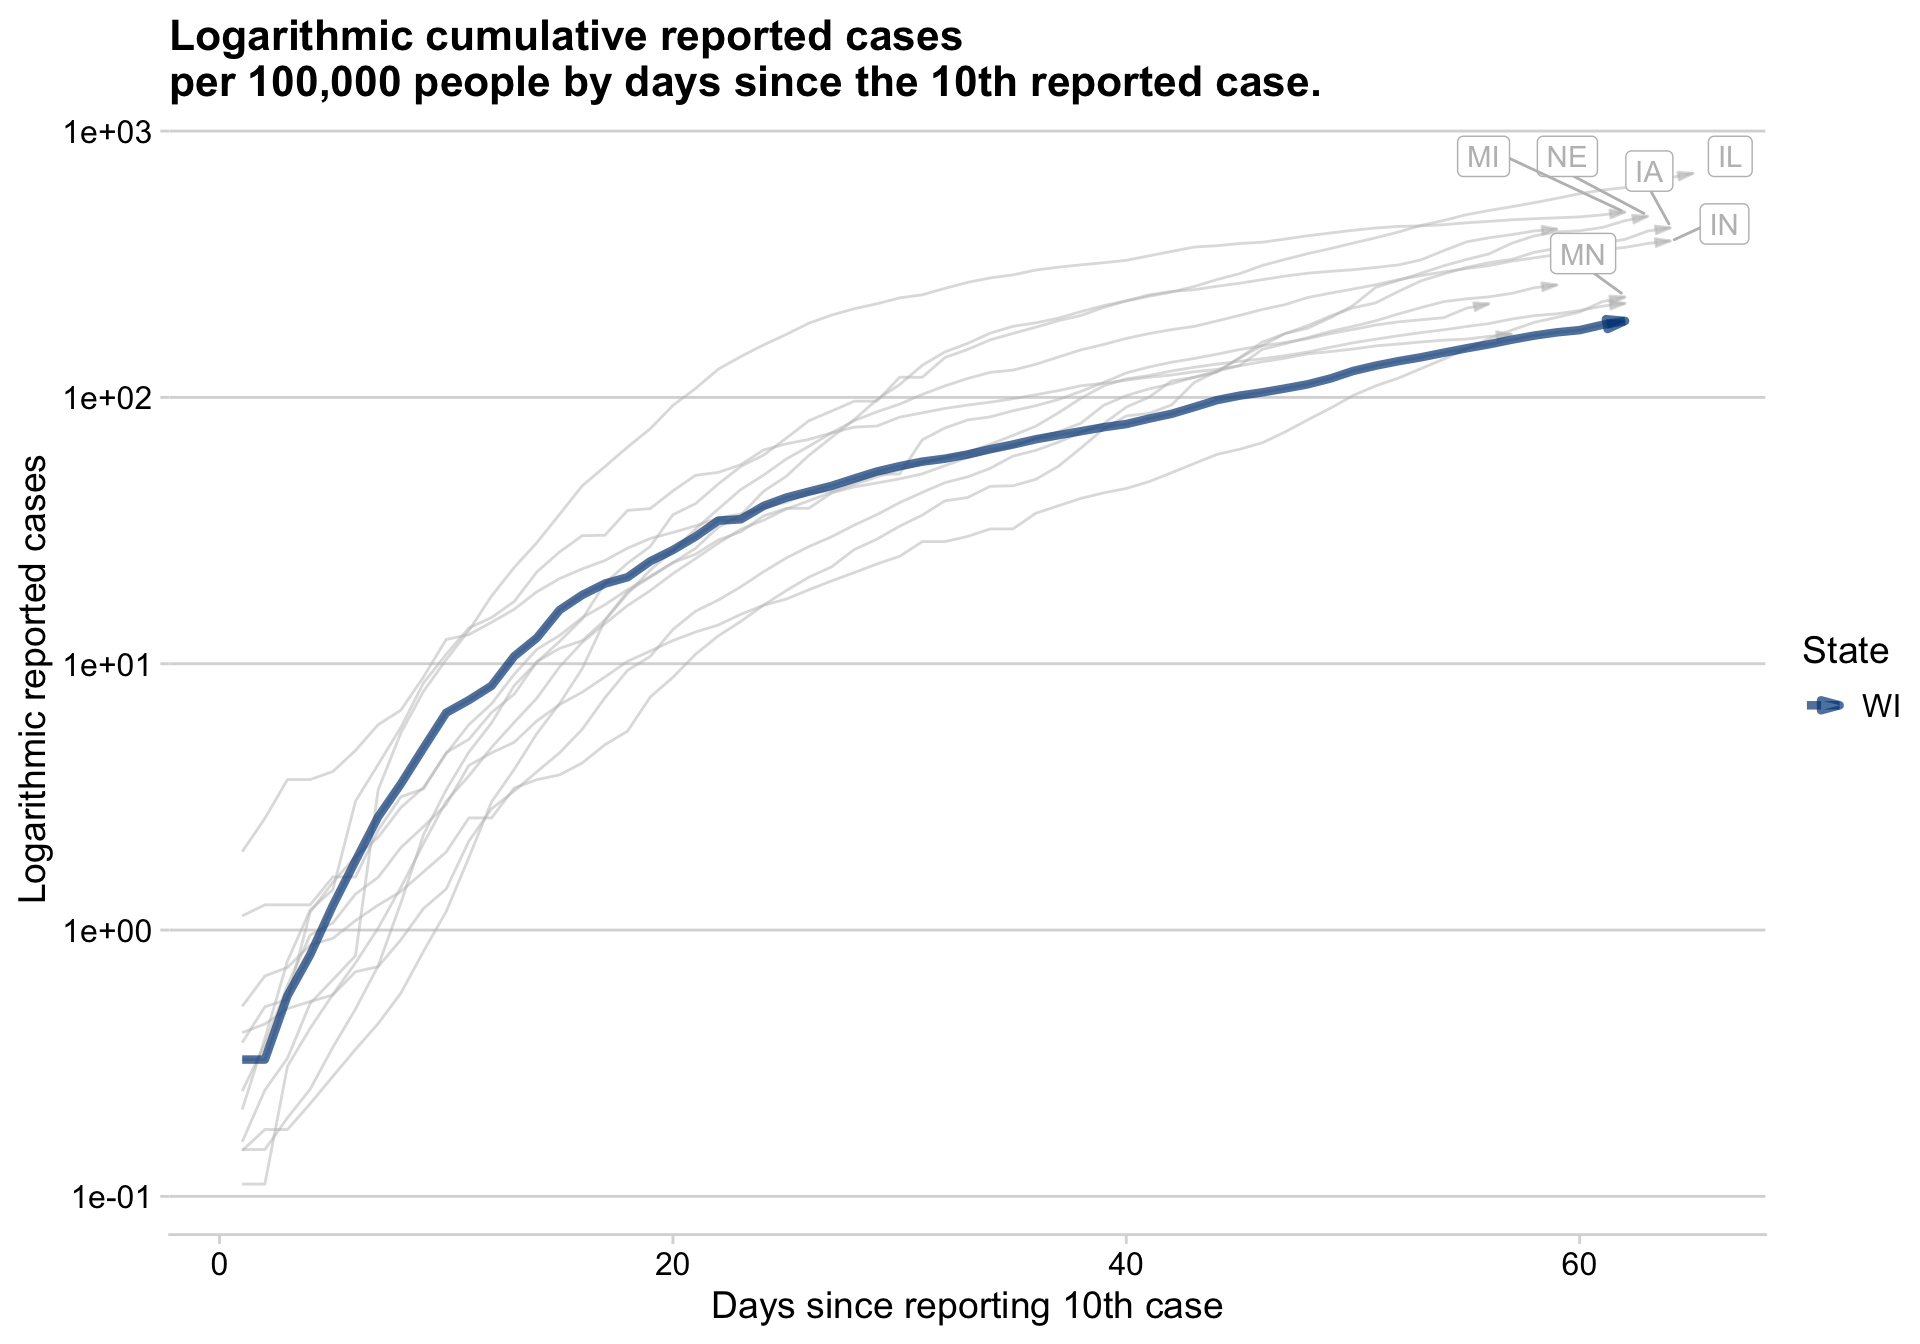 Logarithmic cumulative reported cases
per 100,000 people by days since the 10th reported case.
1e+03
1e+02
1e+01
1e+00
1e-01
Logarithmic reported cases
MI
NE
IA
IL
IN
MN
State
WI
0
20
40
60
Days since reporting 10th case